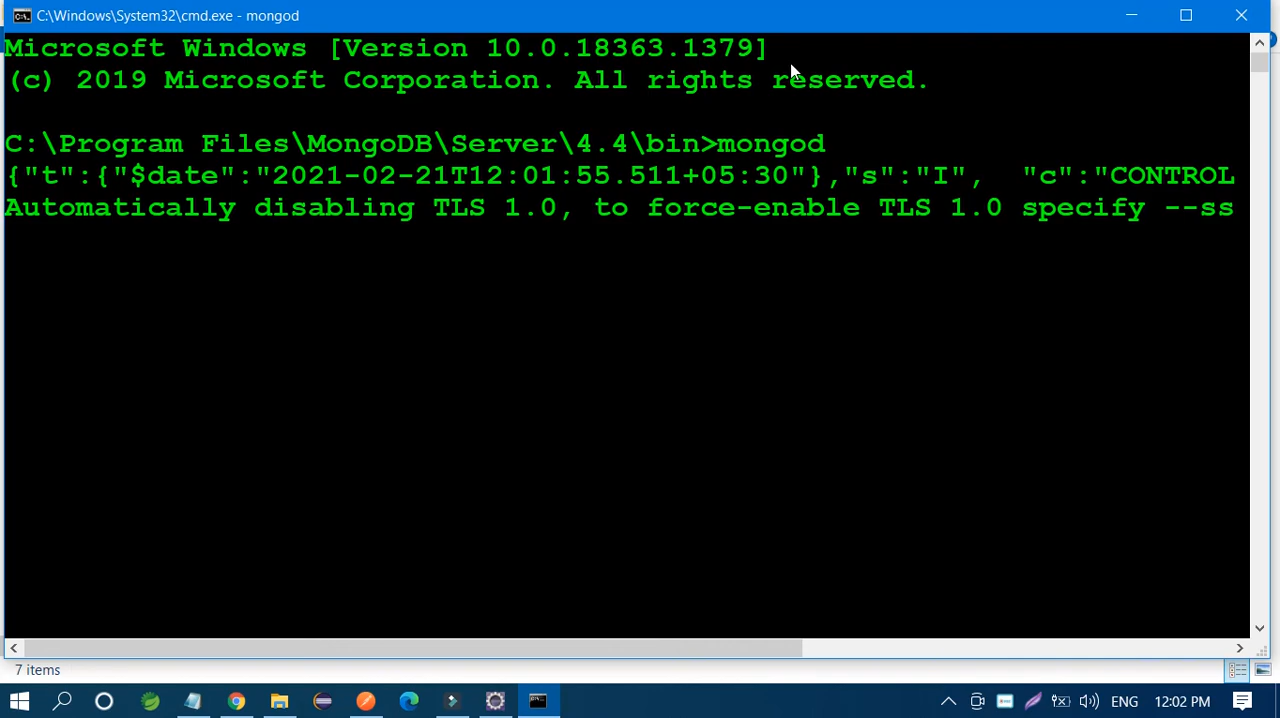 C:\Windows\System32\cmd.exe - mongod
Microsoft Windows [Version 10.0.18363.1379]
(c) 2019 Microsoft Corporation. All rights reserved.
C:\Program Files\MongoDB\Server\4.4\bin>mongod
{"t":{"$date":"2021-02-21T12:01:55.511+05:30"},"s":"I",  "c":"CONTROL
Automatically disabling TLS 1.0, to force-enable TLS 1.0 specify --ss
7 items
ENG 12:02 PM